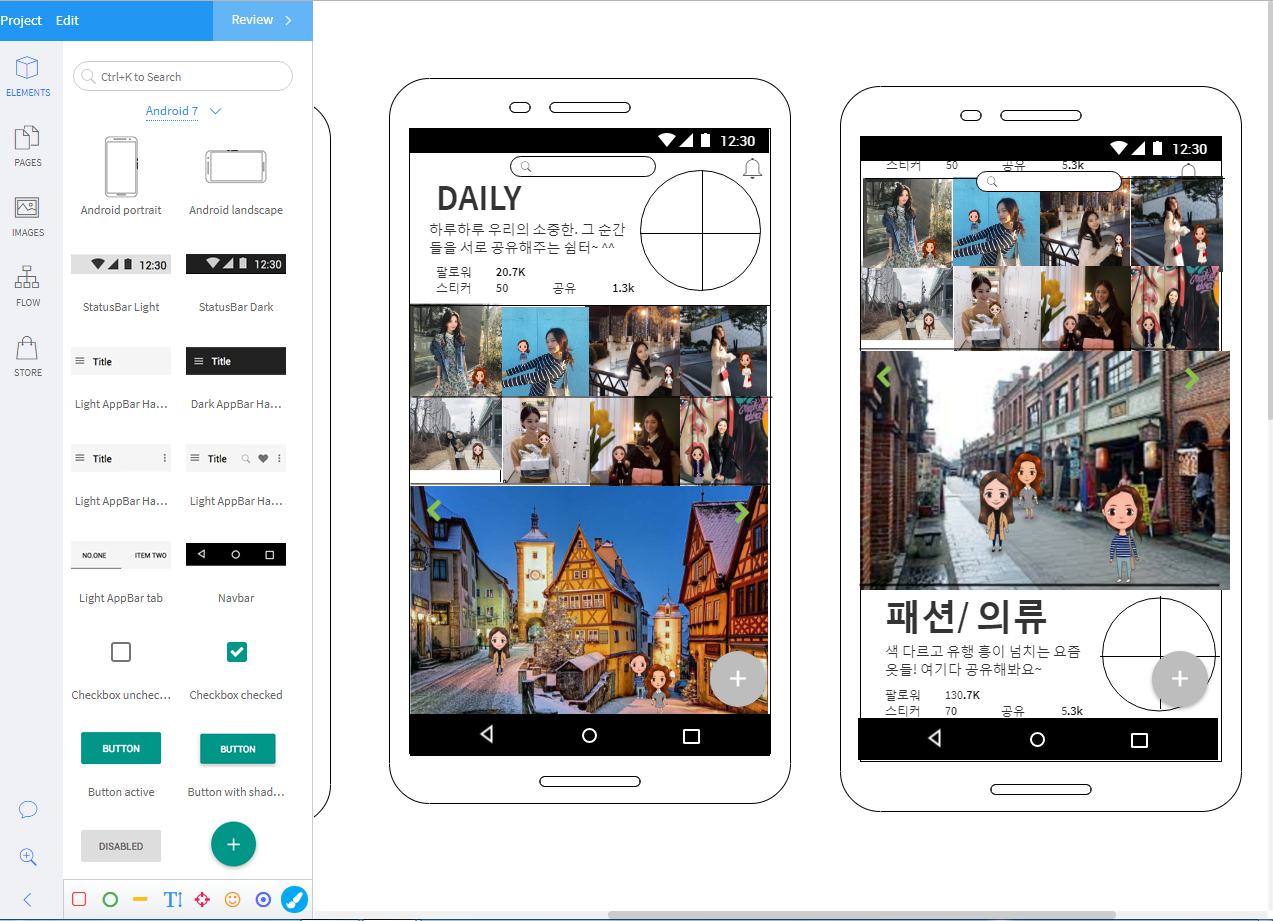 Project Edit Review
Ctrl+K to Search
Android 7
Android portrait
Android landscape
12:30
12:30
StatusBar Light
StatusBar Dark
Title
Title
Light AppBar Ha...
Dark AppBar Ha...
Title
Title
Light AppBar Ha...
Light AppBar Ha...
NO.ONE
ITEM TWO
Light AppBar tab
Navbar
Checkbox unchec...
Checkbox checked
BUTTON
BUTTON
Button active
Button with shad...
DISABLED
ELEMENTS
PAGES
IMAGES
FLOW
STORE
12:30
DAILY
하루하루 우리의 소중한. 그 순간
들을 서로 공유해주는 쉼터~ ^^
팔로워 20.7K
스티커 50 공유 1.3k
12:30
스티커 50 공유 5.3k
패션/ 의류
색 다르고 유행 흥이 넘치는 요즘
옷들! 여기다 공유해봐요~
팔로워 130.7K
스티커 70 공유 5.3k